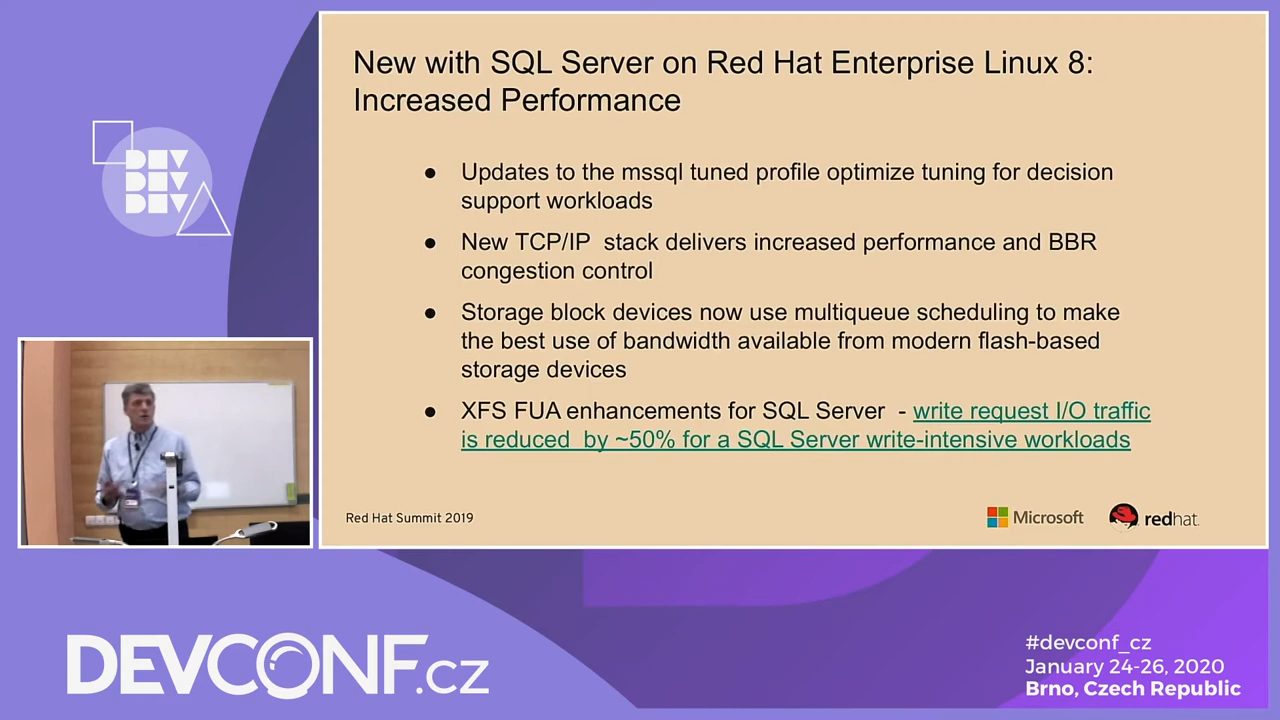 New with SQL Server on Red Hat Enterprise Linux 8:
Increased Performance
● Updates to the mssql tuned profile optimize tuning for decision
support workloads
● New TCP/IP  stack delivers increased performance and BBR
congestion control
● Storage block devices now use multiqueue scheduling to make
the best use of bandwidth available from modern flash-based
storage devices
● XFS FUA enhancements for SQL Server  - write request I/O traffic
is reduced  by ~50% for a SQL Server write-intensive workloads
Red Hat Summit 2019
Microsoft
redhat.
DEV
DEV
DEV
DEVCONF.cz
#devconf_cz
January 24-26, 2020
Brno, Czech Republic